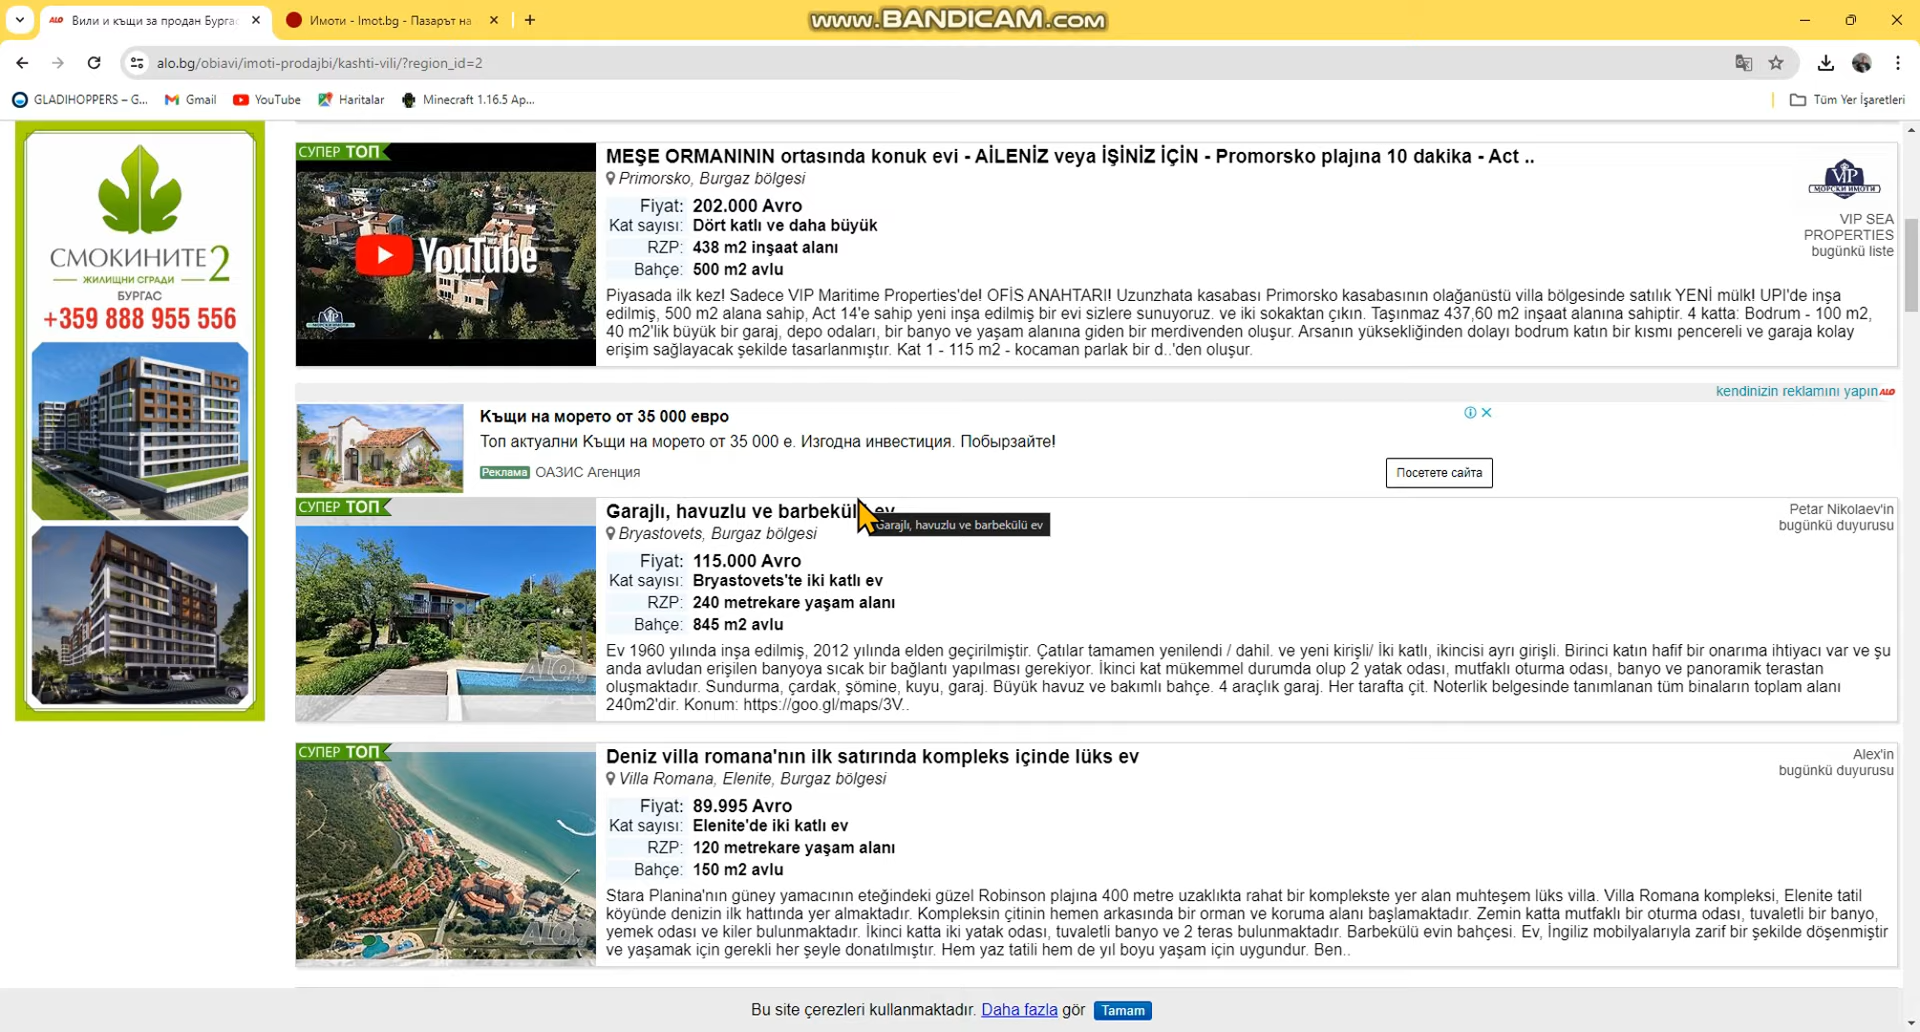 Вили и къщи за продан Бургас
Имоти - Imot.bg - Пазарът на
www.BANDICAM.com
alo.bg/obiavi/imoti-prodajbi/kashti-vili/?region_id=2
GLADIHOPPERS – G...
Gmail
YouTube
Haritalar
Minecraft 1.16.5 Ap...
Tüm Yer İşaretleri
СМОКИНИТЕ 2
ЖИЛИЩНИ СГРАДИ
БУРГАС
+359 888 955 556
СУПЕР ТОП
YouTube
VIP
МОРСКИ ИМОТИ
MEŞE ORMANININ ortasında konuk evi - AİLENİZ veya İŞİNİZ İÇİN - Promorsko plajına 10 dakika - Act ..
Primorsko, Burgaz bölgesi
Fiyat: 202.000 Avro
Kat sayısı: Dört katlı ve daha büyük
RZP: 438 m2 inşaat alanı
Bahçe: 500 m2 avlu
VIP SEA
PROPERTIES
bugünkü liste
Piyasada ilk kez! Sadece VIP Maritime Properties'de! OFİS ANAHTARI! Uzunzhata kasabası Primorsko kasabasının olağanüstü villa bölgesinde satılık YENİ mülk! UPI'de inşa
edilmiş, 500 m2 alana sahip, Act 14'e sahip yeni inşa edilmiş bir evi sizlere sunuyoruz. ve iki sokaktan çıkın. Taşınmaz 437,60 m2 inşaat alanına sahiptir. 4 katta: Bodrum - 100 m2,
40 m2'lik büyük bir garaj, depo odaları, bir banyo ve yaşam alanına giden bir merdivenden oluşur. Arsanın yüksekliğinden dolayı bodrum katın bir kısmı pencereli ve garaja kolay
erişim sağlayacak şekilde tasarlanmıştır. Kat 1 - 115 m2 - kocaman parlak bir d..'den oluşur.
kendinizin reklamını yapın ALO
Къщи на морето от 35 000 евро
Топ актуални Къщи на морето от 35 000 е. Изгодна инвестиция. Побързайте!
Реклама ОАЗИС Агенция
Посетете сайта
СУПЕР ТОП
ALO.bg
Garajlı, havuzlu ve barbekülü ev
Garajlı, havuzlu ve barbekülü ev
Bryastovets, Burgaz bölgesi
Fiyat: 115.000 Avro
Kat sayısı: Bryastovets'te iki katlı ev
RZP: 240 metrekare yaşam alanı
Bahçe: 845 m2 avlu
Petar Nikolaev'in
bugünkü duyurusu
Ev 1960 yılında inşa edilmiş, 2012 yılında elden geçirilmiştir. Çatılar tamamen yenilendi / dahil. ve yeni kirişli/ İki katlı, ikincisi ayrı girişli. Birinci katın hafif bir onarıma ihtiyacı var ve şu
anda avludan erişilen banyoya sıcak bir bağlantı yapılması gerekiyor. İkinci kat mükemmel durumda olup 2 yatak odası, mutfaklı oturma odası, banyo ve panoramik terastan
oluşmaktadır. Sundurma, çardak, şömine, kuyu, garaj. Büyük havuz ve bakımlı bahçe. 4 araçlık garaj. Her tarafta çit. Noterlik belgesinde tanımlanan tüm binaların toplam alanı
240m2'dir. Konum: https://goo.gl/maps/3V..
СУПЕР ТОП
ALO.bg
Deniz villa romana'nın ilk satırında kompleks içinde lüks ev
Villa Romana, Elenite, Burgaz bölgesi
Fiyat: 89.995 Avro
Kat sayısı: Elenite'de iki katlı ev
RZP: 120 metrekare yaşam alanı
Bahçe: 150 m2 avlu
Alex'in
bugünkü duyurusu
Stara Planina'nın güney yamacının eteğindeki güzel Robinson plajına 400 metre uzaklıkta rahat bir komplekste yer alan muhteşem lüks villa. Villa Romana kompleksi, Elenite tatil
köyünde denizin ilk hattında yer almaktadır. Kompleksin çitinin hemen arkasında bir orman ve koruma alanı başlamaktadır. Zemin katta mutfaklı bir oturma odası, tuvaletli bir banyo,
yemek odası ve kiler bulunmaktadır. İkinci katta iki yatak odası, tuvaletli banyo ve 2 teras bulunmaktadır. Barbekülü evin bahçesi. Ev, İngiliz mobilyalarıyla zarif bir şekilde döşenmiştir
ve yaşamak için gerekli her şeyle donatılmıştır. Hem yaz tatili hem de yıl boyu yaşam için uygundur. Ben..
Bu site çerezleri kullanmaktadır. Daha fazla gör Tamam